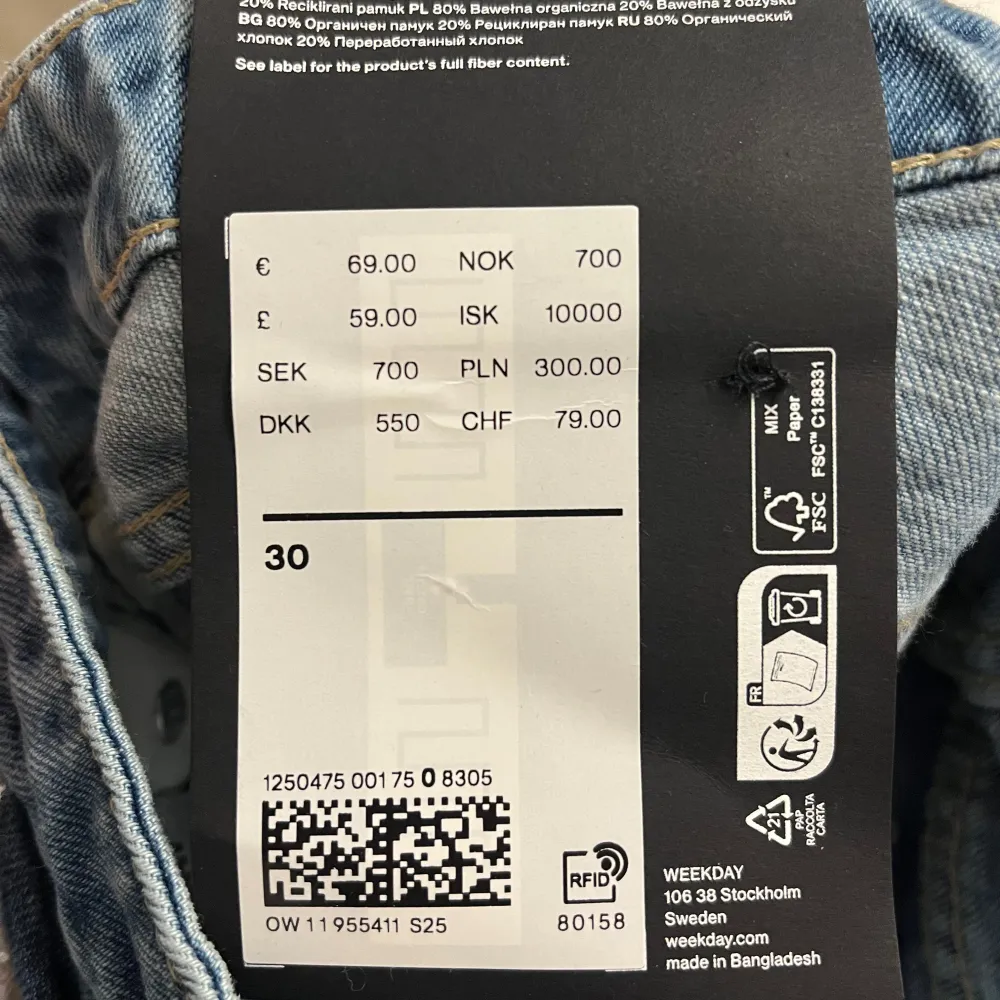 20% Reciklirani pamuk PL 80% Bawełna organiczna 20% Bawełna z odzysku
BG 80% Органичен памук 20% Рециклиран памук RU 80% Органический
хлопок 20% Переработанный хлопок
See label for the product's full fiber content.
€ 69.00 NOK 700
£ 59.00 ISK 10000
SEK 700 PLN 300.00
DKK 550 CHF 79.00
30
1250475 001 75 0 8305
OW 11955411 S25
RFID
80158
MIX
Paper
FSC™ C138331
™
FSC
FR
21
PAP
RACCOLTA
CARTA
WEEKDAY
106 38 Stockholm
Sweden
weekday.com
made in Bangladesh